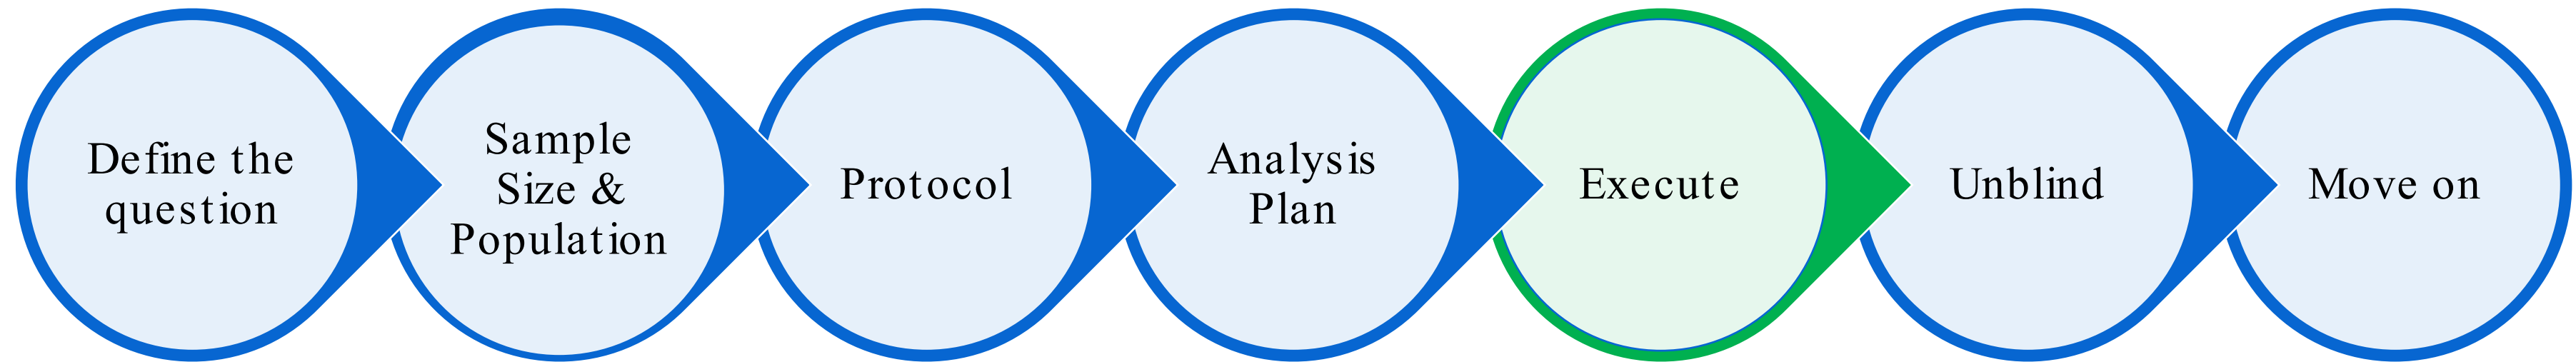 Define the
question
Sample
Size &
Population
Protocol
Analysis
Plan
Execute
Unblind
Move on